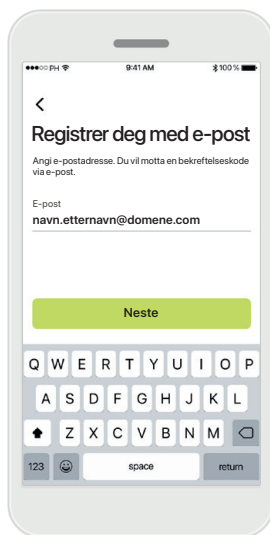 PH 9:41 AM 100%
Registrer deg med e-post
Angi e-postadresse. Du vil motta en bekreftelseskode
via e-post.
E-post
navn.etternavn@domene.com
Neste
Q W E R T Y U I O P
A S D F G H J K L
Z X C V B N M
123 space return